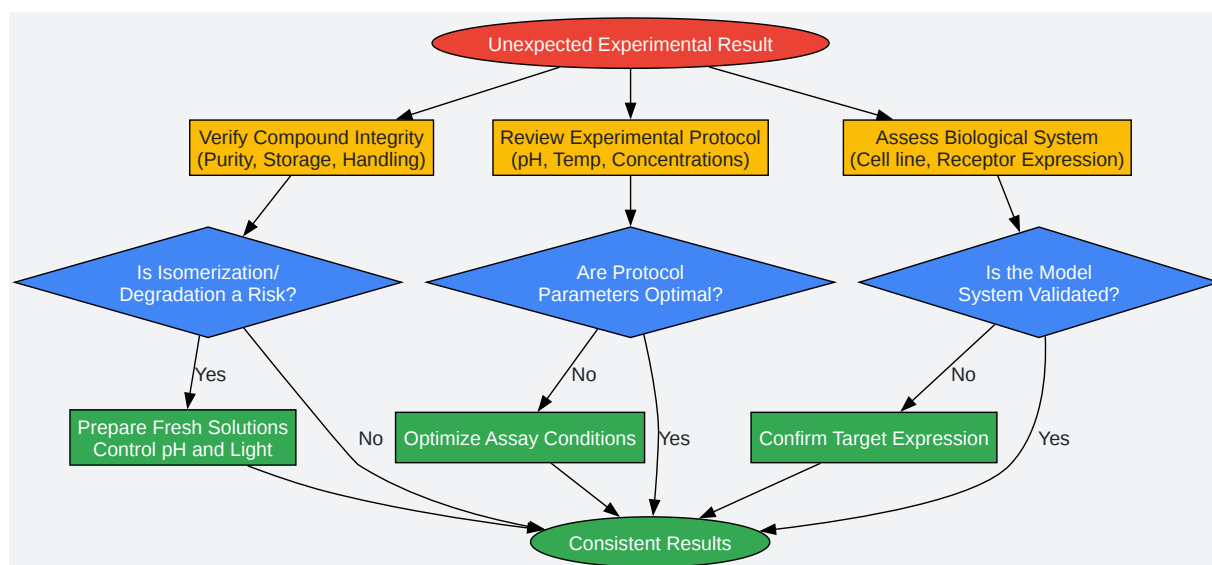 Unexpected Experimental Result
Verify Compound Integrity
(Purity, Storage, Handling)
Review Experimental Protocol
(pH, Temp, Concentrations)
Assess Biological System
(Cell line, Receptor Expression)
Is Isomerization/
Degradation a Risk?
Are Protocol
Parameters Optimal?
Is the Model
System Validated?
Yes
No
No
Yes
No
Yes
Prepare Fresh Solutions
Control pH and Light
Optimize Assay Conditions
Confirm Target Expression
Consistent Results